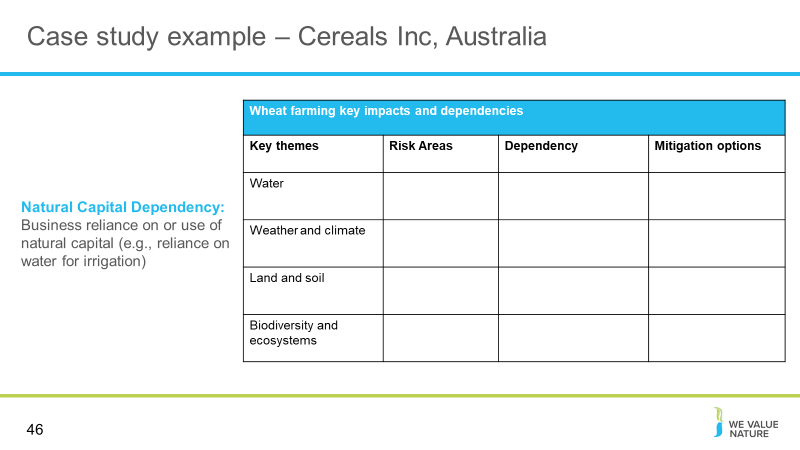 Case study example – Cereals Inc, Australia
Natural Capital Dependency:
Business reliance on or use of
natural capital (e.g., reliance on
water for irrigation)
Wheat farming key impacts and dependencies
Key themes Risk Areas Dependency Mitigation options
Water
Weather and climate
Land and soil
Biodiversity and
ecosystems
46
WE VALUE
NATURE